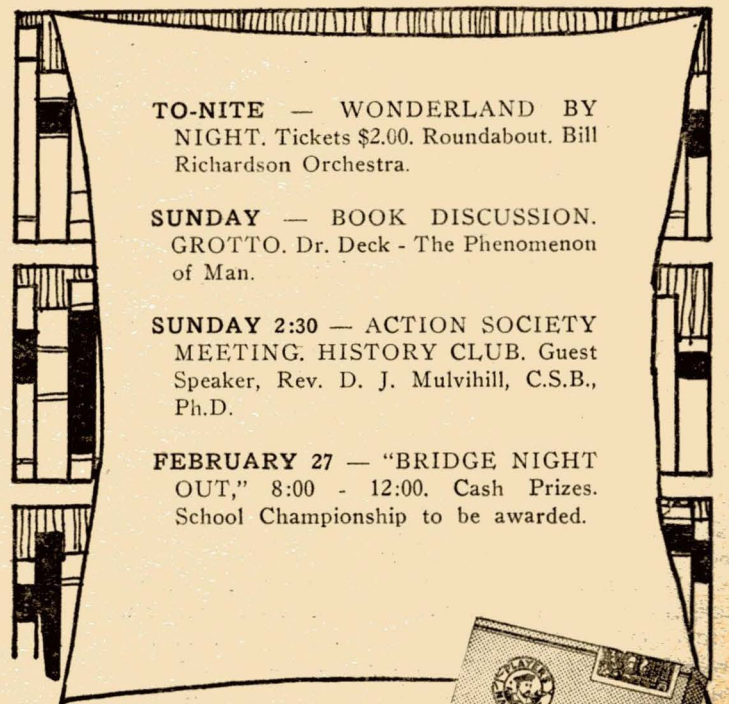 TO-NITE — WONDERLAND BY
NIGHT. Tickets $2.00. Roundabout. Bill
Richardson Orchestra.
SUNDAY — BOOK DISCUSSION.
GROTTO. Dr. Deck - The Phenomenon
of Man.
SUNDAY 2:30 — ACTION SOCIETY
MEETING. HISTORY CLUB. Guest
Speaker, Rev. D. J. Mulvihill, C.S.B.,
Ph.D.
FEBRUARY 27 — “BRIDGE NIGHT
OUT,” 8:00 - 12:00. Cash Prizes.
School Championship to be awarded.
PLAYER'S